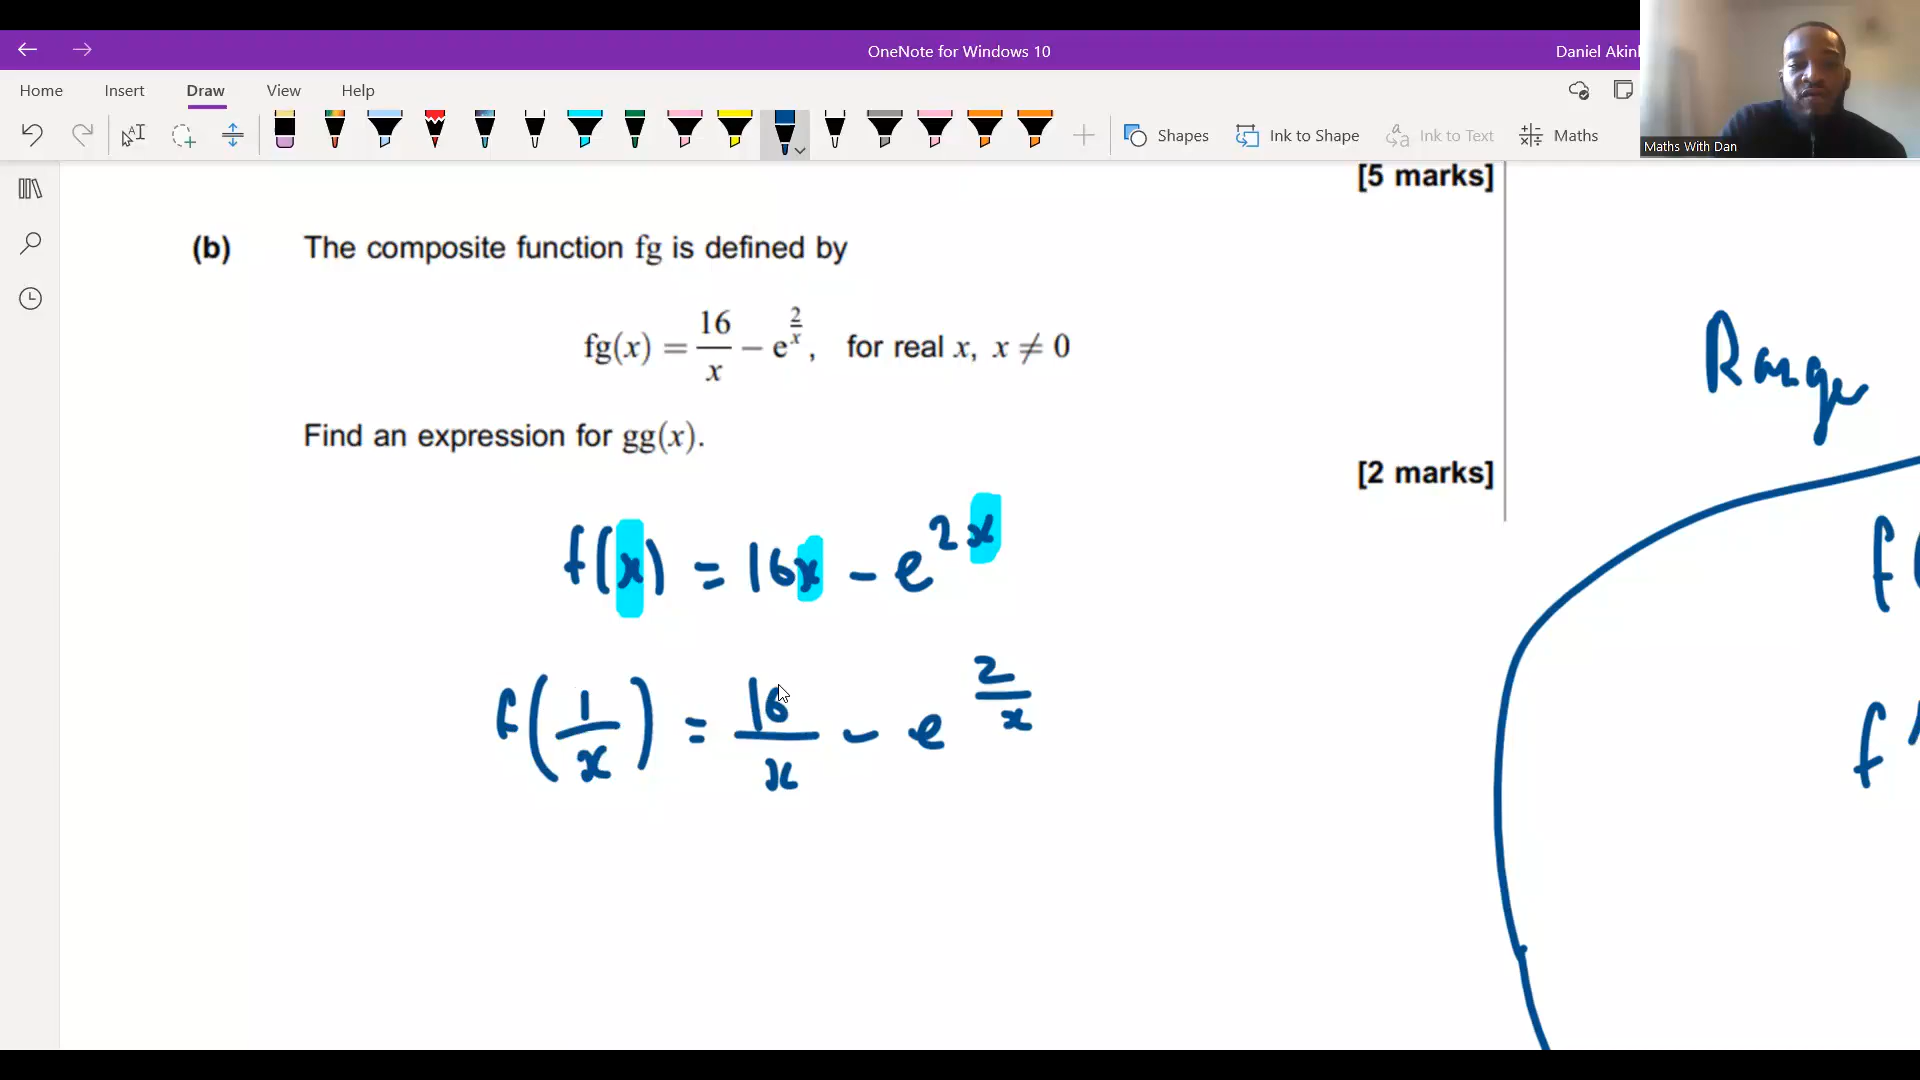 OneNote for Windows 10
Daniel Akinl
Home Insert Draw View Help
Shapes Ink to Shape Ink to Text Maths
Maths With Dan
[5 marks]
(b) The composite function fg is defined by
fg(x) = 16/x − e^(2/x), for real x, x ≠ 0
Find an expression for gg(x).
[2 marks]
f(x) = 16x − e^(2x)
f(1/x) = 16/x − e^(2/x)
Range
f(
f